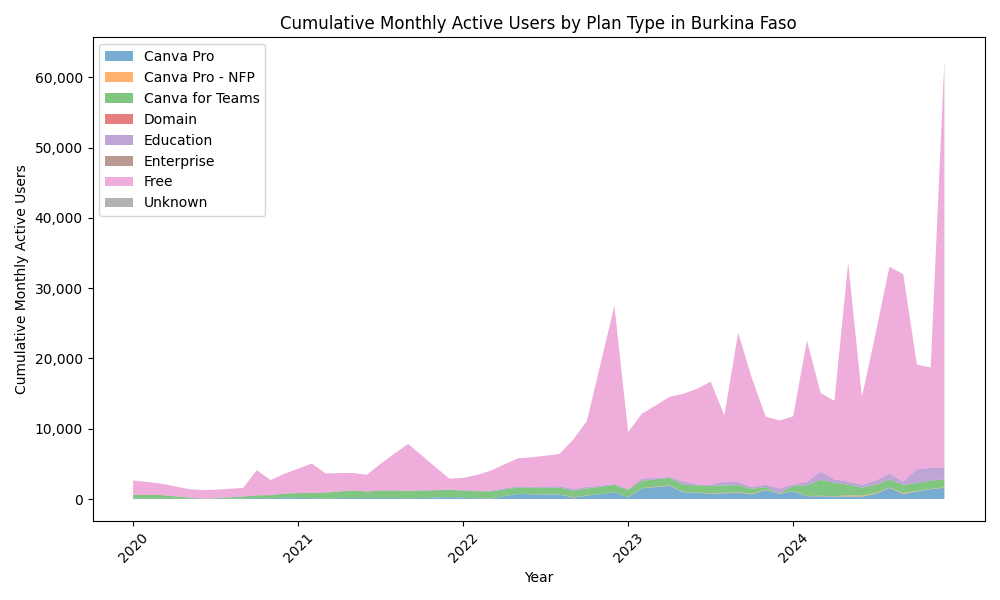 Cumulative Monthly Active Users by Plan Type in Burkina Faso
Canva Pro
Canva Pro - NFP
Canva for Teams
Domain
Education
Enterprise
Free
Unknown
Cumulative Monthly Active Users
60,000
50,000
40,000
30,000
20,000
10,000
0
2020
2021
2022
2023
2024
Year